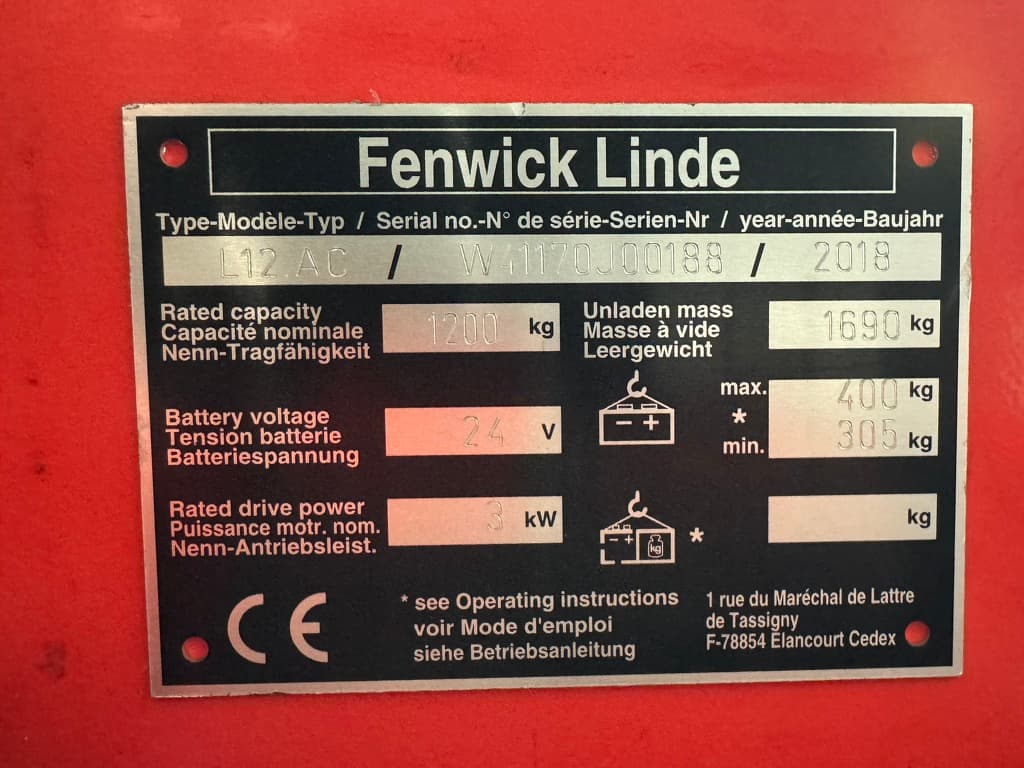 Fenwick Linde
Type-Modèle-Typ / Serial no.-N° de série-Serien-Nr / year-année-Baujahr
L12.AC / W41170J00188 / 2018
Rated capacity
Capacité nominale
Nenn-Tragfähigkeit
1200 kg
Unladen mass
Masse à vide
Leergewicht
1690 kg
Battery voltage
Tension batterie
Batteriespannung
24 V
- +
max. 400 kg
*
min. 305 kg
Rated drive power
Puissance motr. nom.
Nenn-Antriebsleist.
3 kW
- + kg *
kg
CE
* see Operating instructions
voir Mode d'emploi
siehe Betriebsanleitung
1 rue du Maréchal de Lattre
de Tassigny
F-78854 Elancourt Cedex